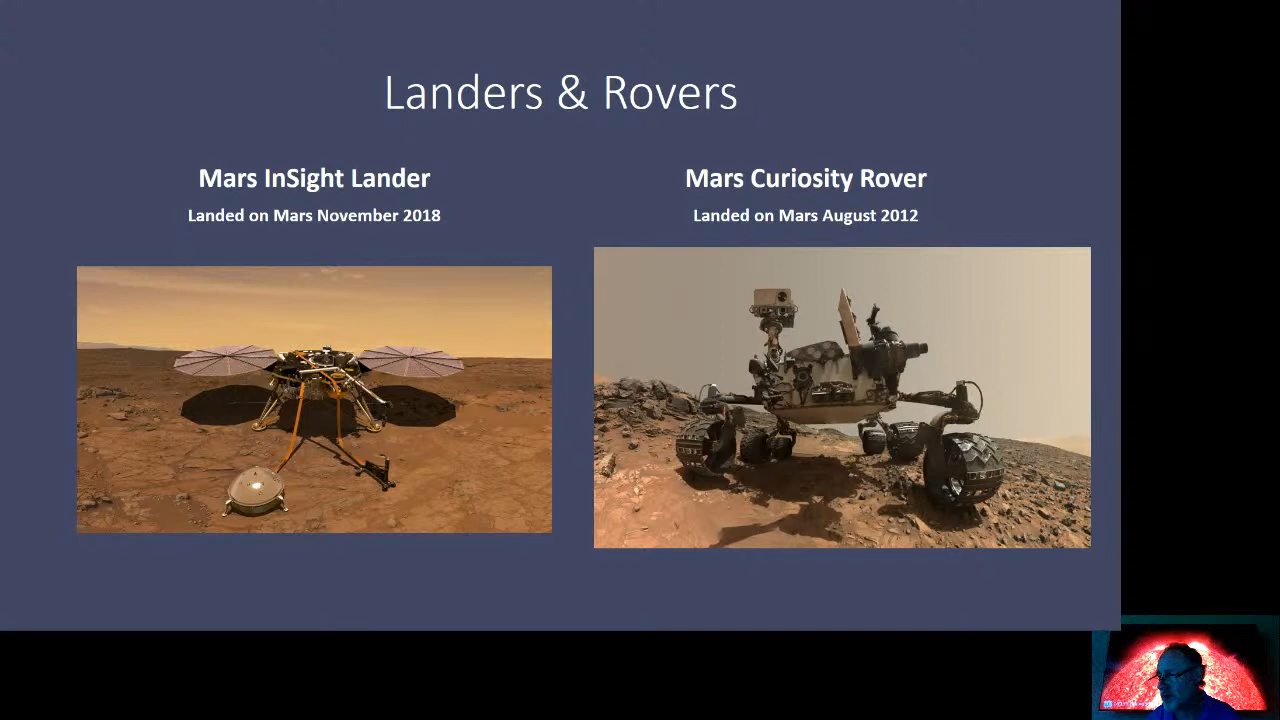 Landers & Rovers
Mars InSight Lander
Landed on Mars November 2018
Mars Curiosity Rover
Landed on Mars August 2012